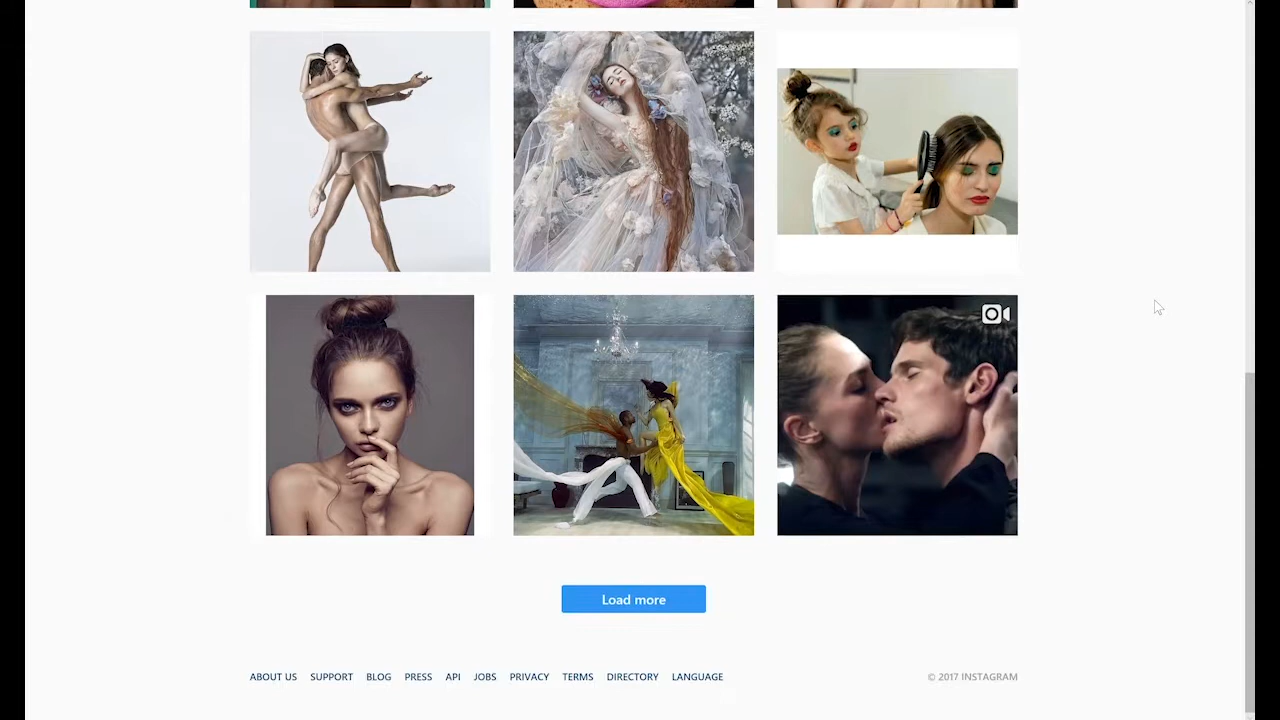 Load more
ABOUT US SUPPORT BLOG PRESS API JOBS PRIVACY TERMS DIRECTORY LANGUAGE © 2017 INSTAGRAM